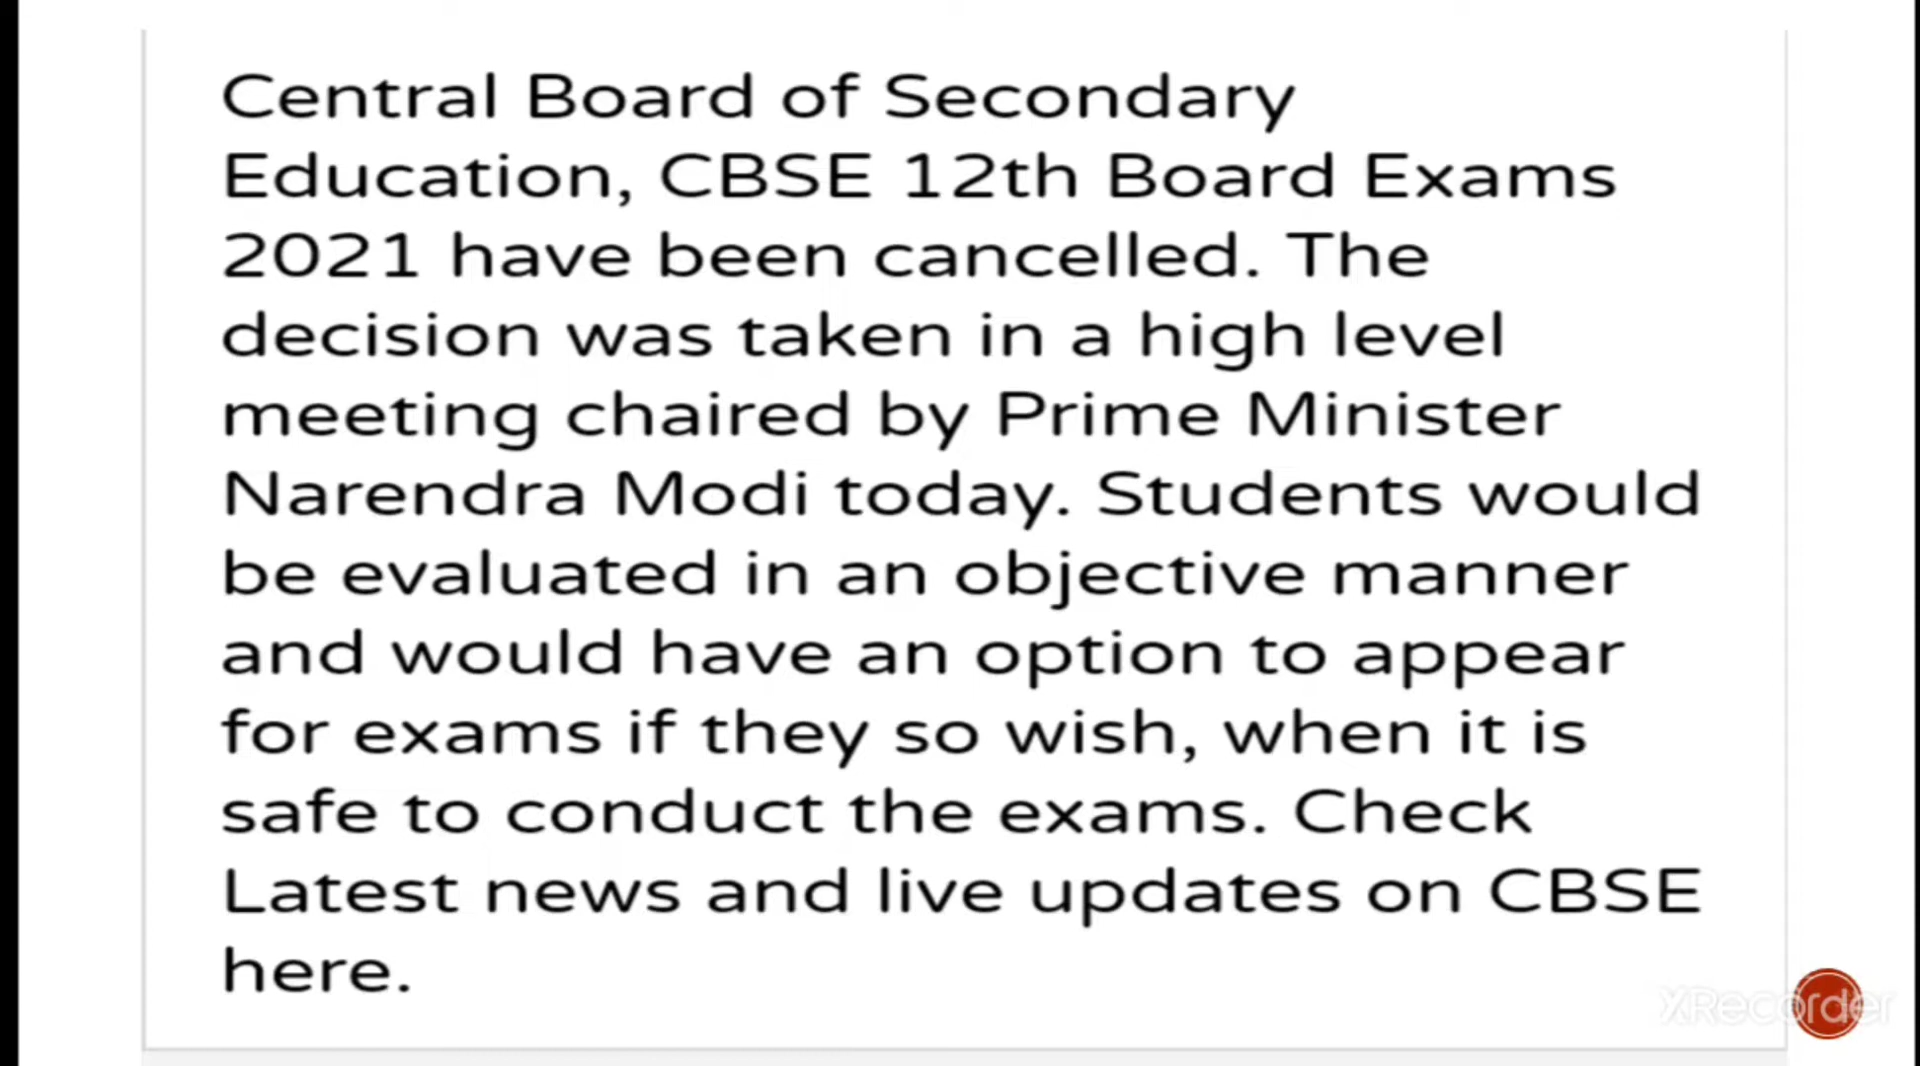 Central Board of Secondary
Education, CBSE 12th Board Exams
2021 have been cancelled. The
decision was taken in a high level
meeting chaired by Prime Minister
Narendra Modi today. Students would
be evaluated in an objective manner
and would have an option to appear
for exams if they so wish, when it is
safe to conduct the exams. Check
Latest news and live updates on CBSE
here.
XRecorder